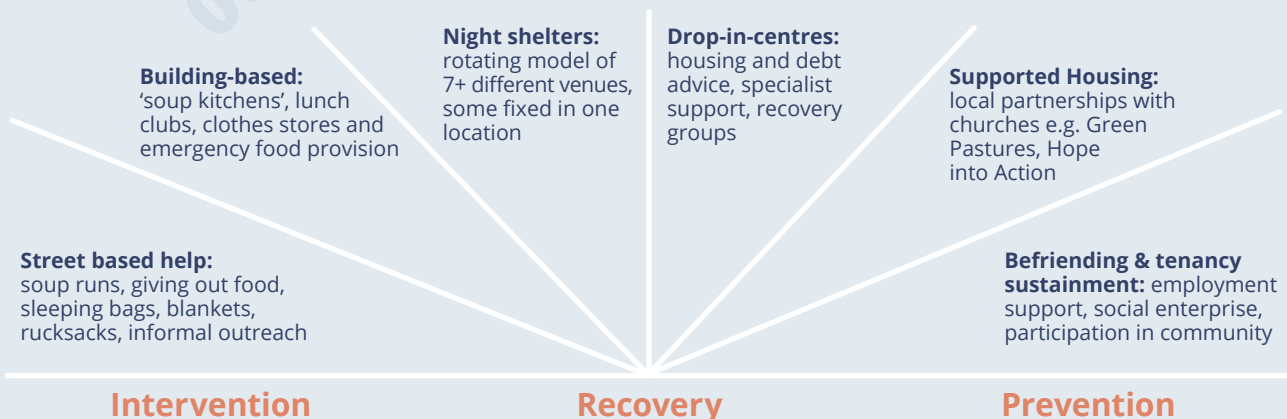 Street based help:
soup runs, giving out food,
sleeping bags, blankets,
rucksacks, informal outreach
Building-based:
‘soup kitchens’, lunch
clubs, clothes stores and
emergency food provision
Night shelters:
rotating model of
7+ different venues,
some fixed in one
location
Drop-in-centres:
housing and debt
advice, specialist
support, recovery
groups
Supported Housing:
local partnerships with
churches e.g. Green
Pastures, Hope
into Action
Befriending & tenancy
sustainment: employment
support, social enterprise,
participation in community
Intervention
Recovery
Prevention